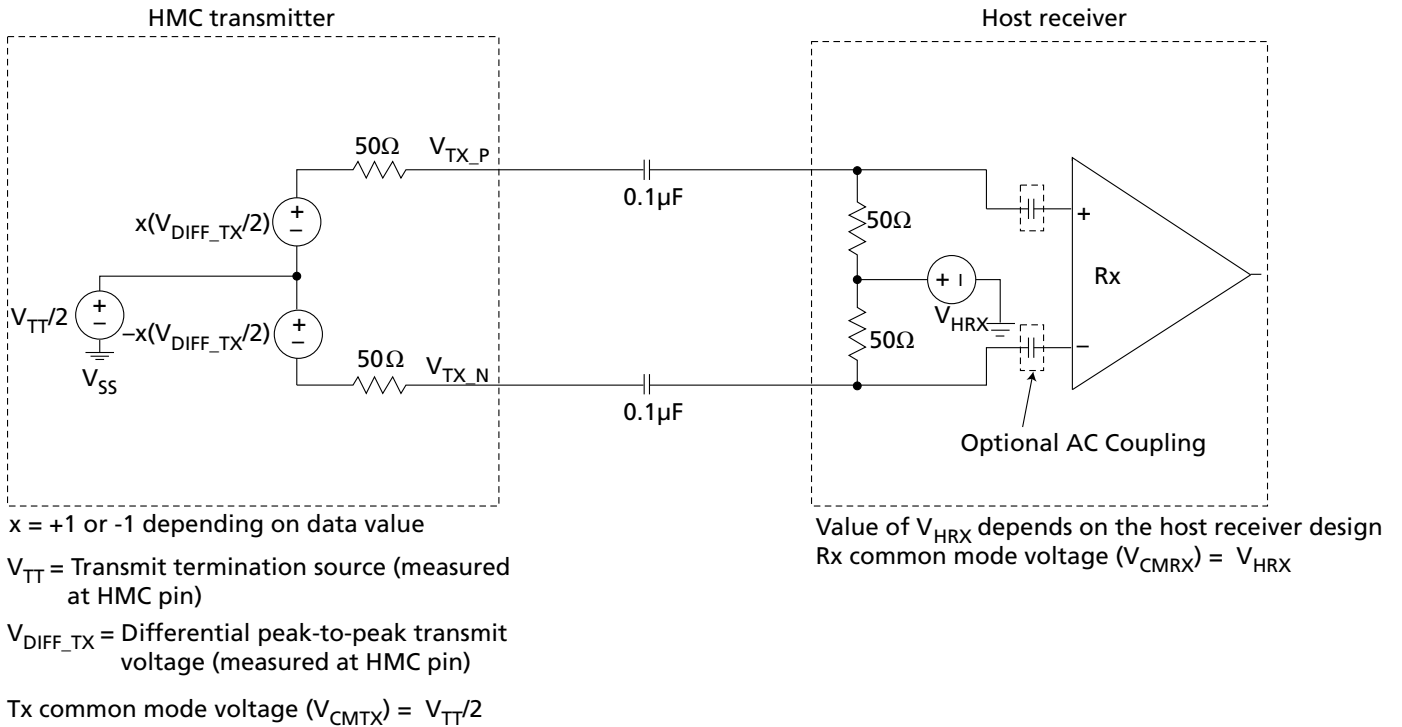 HMC transmitter
Host receiver
50Ω
V_TX_P
0.1μF
x(V_DIFF_TX/2)
+
–
50Ω
+
Rx
V_TT/2
+
–
–x(V_DIFF_TX/2)
+
–
V_SS
+ –
V_HRX
50Ω
50Ω
V_TX_N
0.1μF
–
Optional AC Coupling
x = +1 or -1 depending on data value
V_TT = Transmit termination source (measured
at HMC pin)
V_DIFF_TX = Differential peak-to-peak transmit
voltage (measured at HMC pin)
Tx common mode voltage (V_CMTX) = V_TT/2
Value of V_HRX depends on the host receiver design
Rx common mode voltage (V_CMRX) = V_HRX